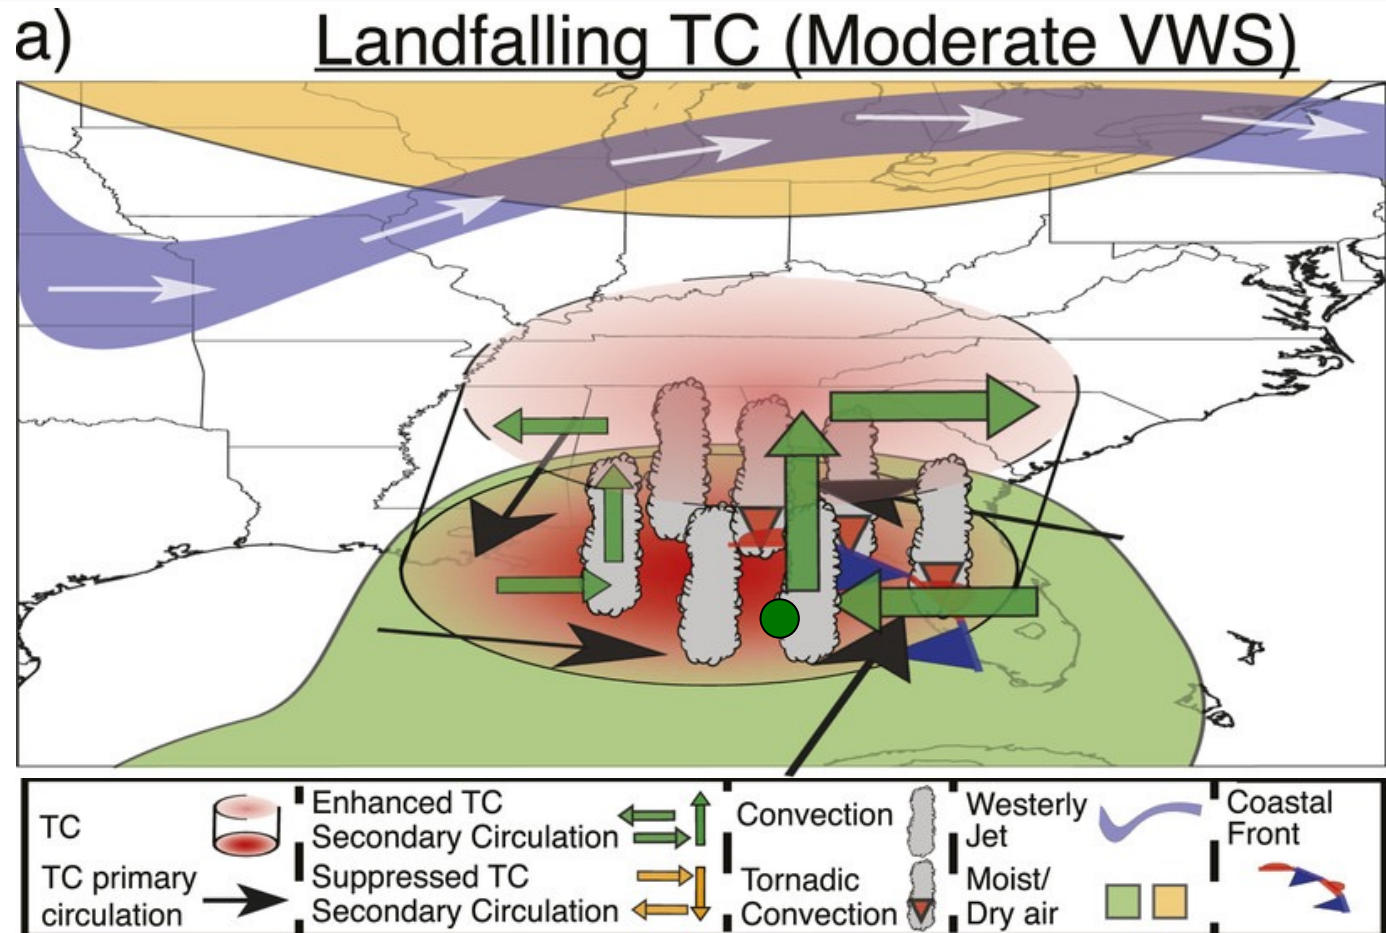 a)
Landfalling TC (Moderate VWS)
TC
TC primary
circulation
Enhanced TC
Secondary Circulation
Suppressed TC
Secondary Circulation
Convection
Tornadic
Convection
Westerly
Jet
Moist/
Dry air
Coastal
Front